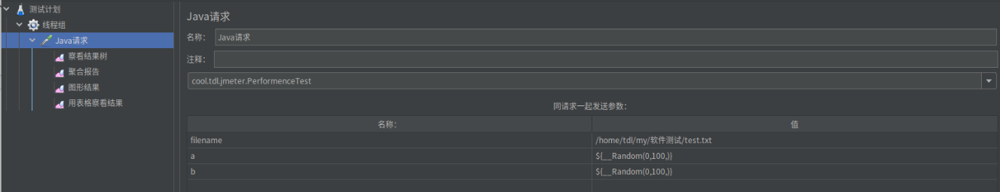 测试计划
线程组
Java请求
察看结果树
聚合报告
图形结果
用表格察看结果
Java请求
名称： Java请求
注释：
cool.tdl.jmeter.PerformenceTest
同请求一起发送参数：
名称： 值
filename /home/tdl/my/软件测试/test.txt
a ${__Random(0,100,)}
b ${__Random(0,100,)}